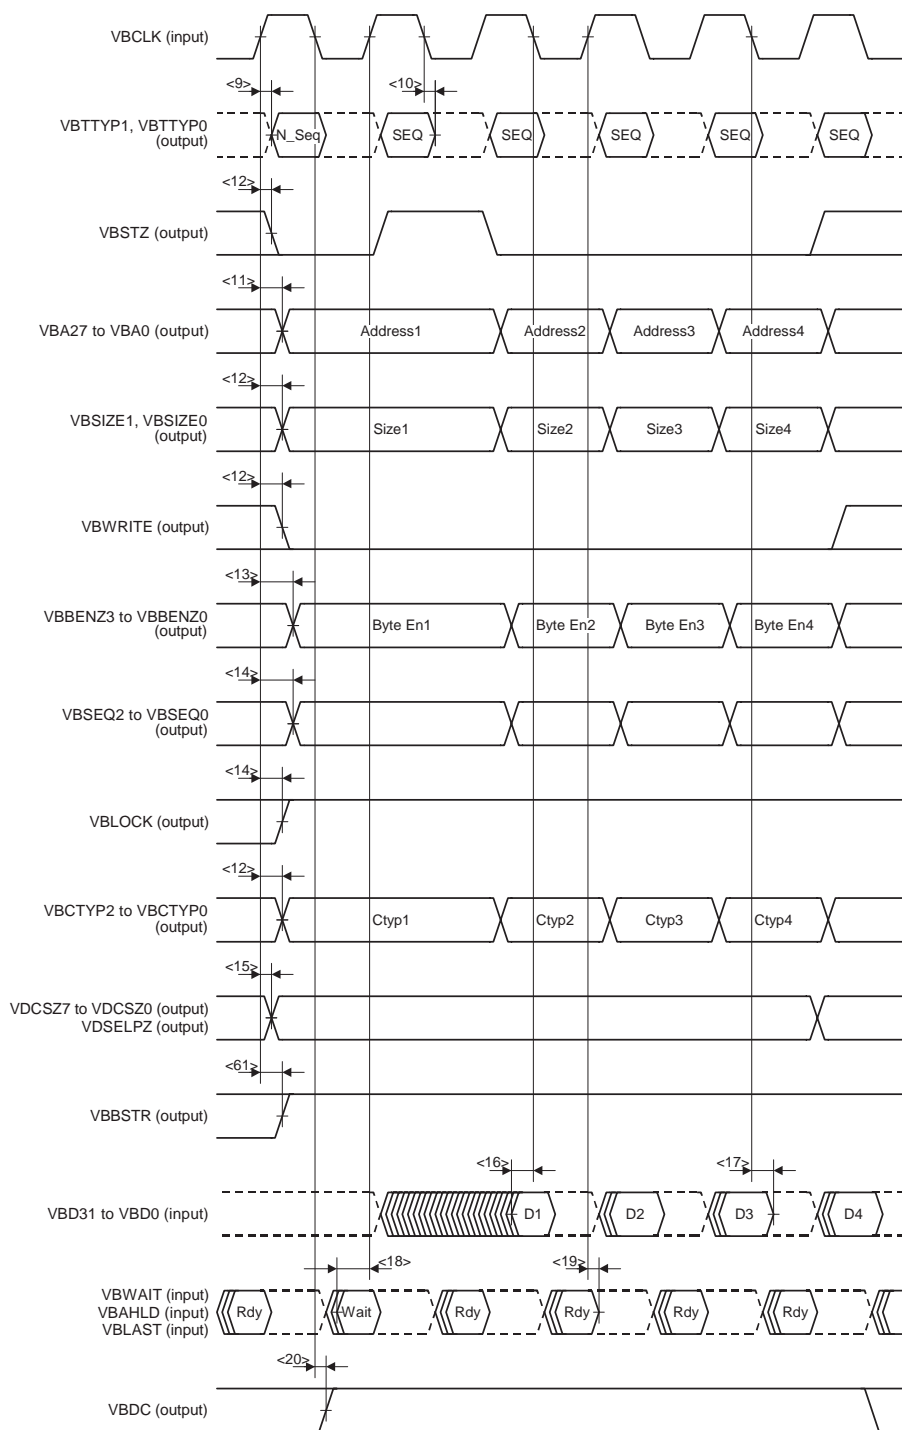 VBCLK (input)
<9> <10>
VBTTYP1, VBTTYP0
(output)
N_Seq SEQ SEQ SEQ SEQ SEQ
<12>
VBSTZ (output)
<11>
VBA27 to VBA0 (output)
Address1 Address2 Address3 Address4
<12>
VBSIZE1, VBSIZE0
(output)
Size1 Size2 Size3 Size4
<12>
VBWRITE (output)
<13>
VBBENZ3 to VBBENZ0
(output)
Byte En1 Byte En2 Byte En3 Byte En4
<14>
VBSEQ2 to VBSEQ0
(output)
<14>
VBLOCK (output)
<12>
VBCTYP2 to VBCTYP0
(output)
Ctyp1 Ctyp2 Ctyp3 Ctyp4
<15>
VDCSZ7 to VDCSZ0 (output)
VDSELPZ (output)
<61>
VBBSTR (output)
<16> <17>
VBD31 to VBD0 (input)
D1 D2 D3 D4
<18> <19>
VBWAIT (input)
VBAHLD (input)
VBLAST (input)
Rdy Wait Rdy Rdy Rdy Rdy
<20>
VBDC (output)